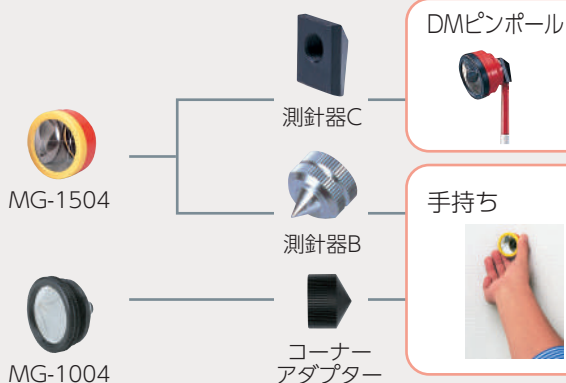 DMピンポール
測針器C
MG-1504
手持ち
測針器B
コーナー
アダプター
MG-1004